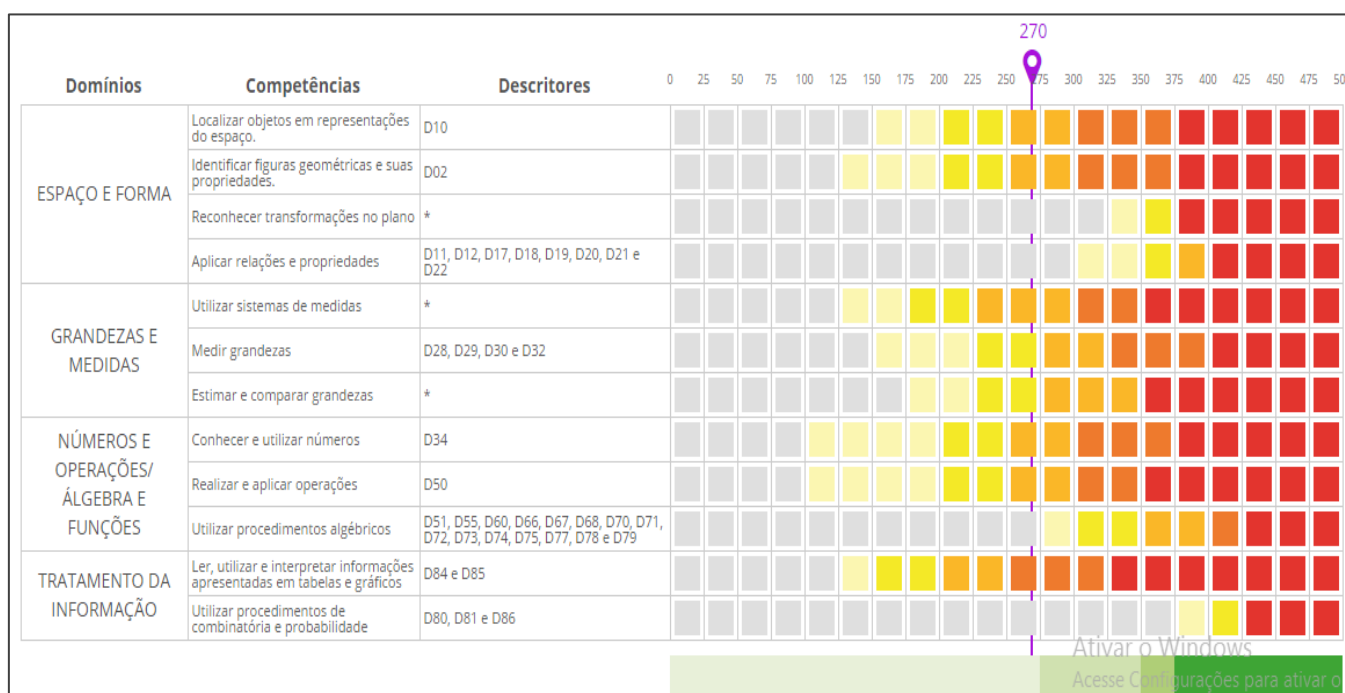 270
Domínios Competências Descritores 0 25 50 75 100 125 150 175 200 225 250 275 300 325 350 375 400 425 450 475 50
ESPAÇO E FORMA
Localizar objetos em representações
do espaço.
D10
Identificar figuras geométricas e suas
propriedades.
D02
Reconhecer transformações no plano *
Aplicar relações e propriedades
D11, D12, D17, D18, D19, D20, D21 e
D22
GRANDEZAS E
MEDIDAS
Utilizar sistemas de medidas *
Medir grandezas D28, D29, D30 e D32
Estimar e comparar grandezas *
NÚMEROS E
OPERAÇÕES/
ÁLGEBRA E
FUNÇÕES
Conhecer e utilizar números D34
Realizar e aplicar operações D50
Utilizar procedimentos algébricos
D51, D55, D60, D66, D67, D68, D70, D71,
D72, D73, D74, D75, D77, D78 e D79
TRATAMENTO DA
INFORMAÇÃO
Ler, utilizar e interpretar informações
apresentadas em tabelas e gráficos
D84 e D85
Utilizar procedimentos de
combinatória e probabilidade
D80, D81 e D86
Ativar o Windows
Acesse Configurações para ativar o